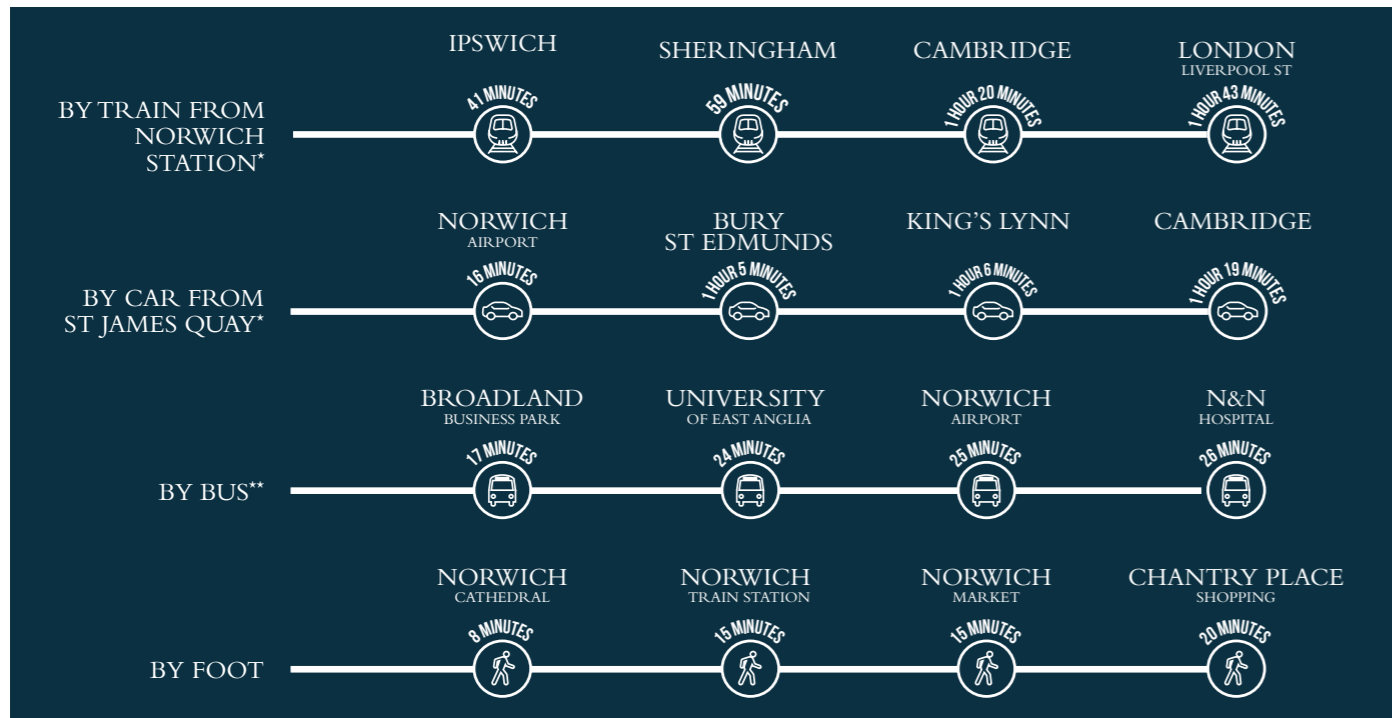 IPSWICH
SHERINGHAM
CAMBRIDGE
LONDON
LIVERPOOL ST
41 MINUTES
59 MINUTES
1 HOUR 20 MINUTES
1 HOUR 43 MINUTES
BY TRAIN FROM
NORWICH
STATION*
NORWICH
AIRPORT
BURY
ST EDMUNDS
KING'S LYNN
CAMBRIDGE
16 MINUTES
1 HOUR 5 MINUTES
1 HOUR 6 MINUTES
1 HOUR 19 MINUTES
BY CAR FROM
ST JAMES QUAY*
BROADLAND
BUSINESS PARK
UNIVERSITY
OF EAST ANGLIA
NORWICH
AIRPORT
N&N
HOSPITAL
17 MINUTES
24 MINUTES
25 MINUTES
26 MINUTES
BY BUS**
NORWICH
CATHEDRAL
NORWICH
TRAIN STATION
NORWICH
MARKET
CHANTRY PLACE
SHOPPING
8 MINUTES
15 MINUTES
15 MINUTES
20 MINUTES
BY FOOT